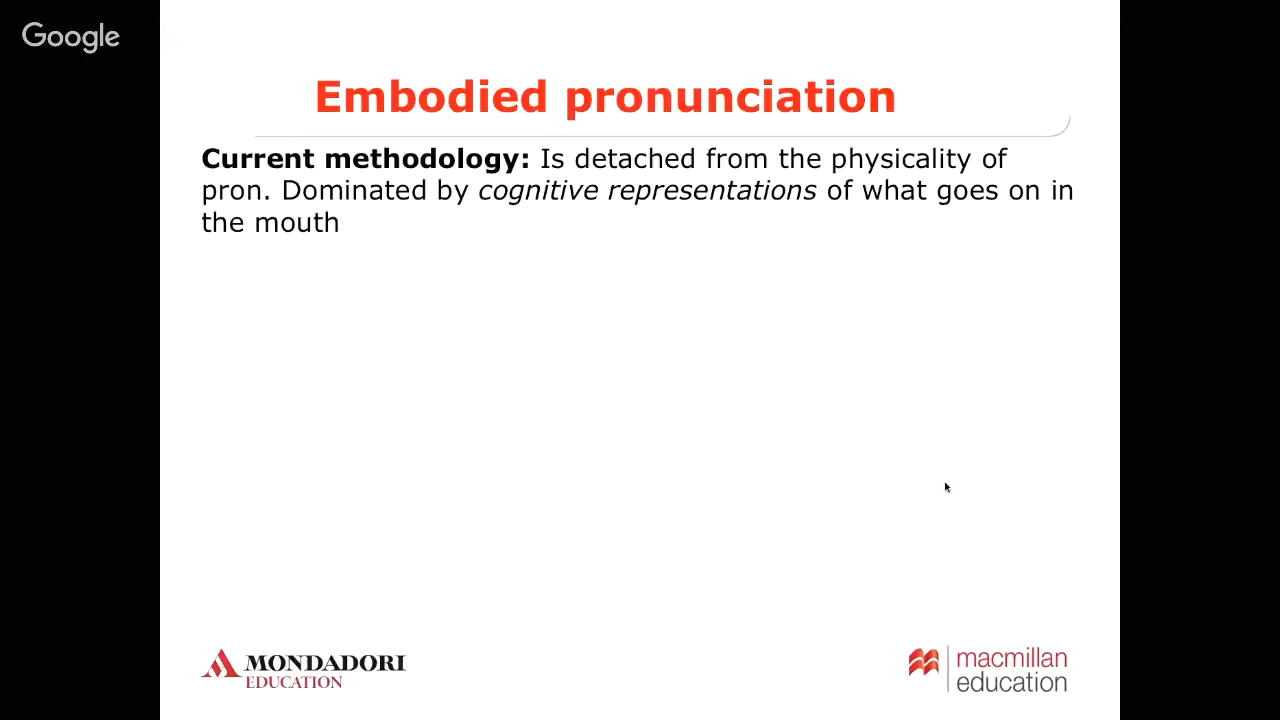 Google
Embodied pronunciation
Current methodology: Is detached from the physicality of
pron. Dominated by cognitive representations of what goes on in
the mouth
MONDADORI
EDUCATION
macmillan
education